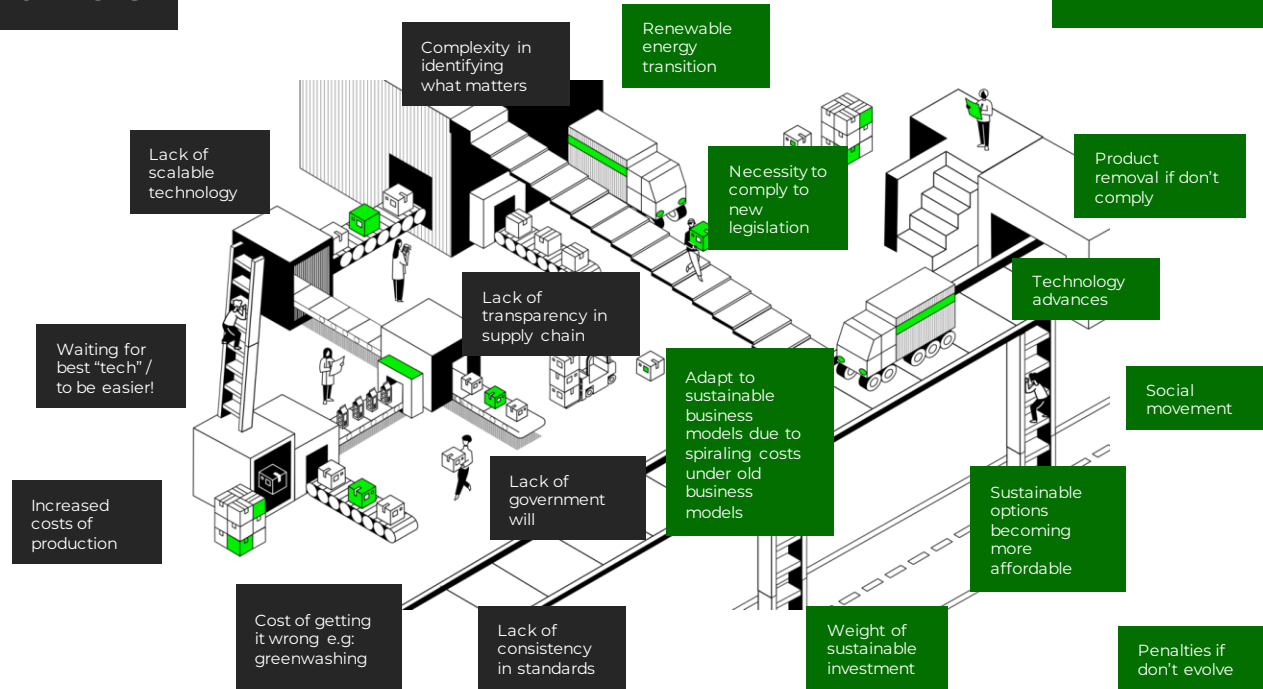 Complexity in
identifying
what matters
Renewable
energy
transition
Lack of
scalable
technology
Necessity to
comply to
new
legislation
Product
removal if don't
comply
Lack of
transparency in
supply chain
Technology
advances
Waiting for
best “tech” /
to be easier!
Adapt to
sustainable
business
models due to
spiraling costs
under old
business
models
Social
movement
Increased
costs of
production
Lack of
government
will
Sustainable
options
becoming
more
affordable
Cost of getting
it wrong e.g:
greenwashing
Lack of
consistency
in standards
Weight of
sustainable
investment
Penalties if
don't evolve